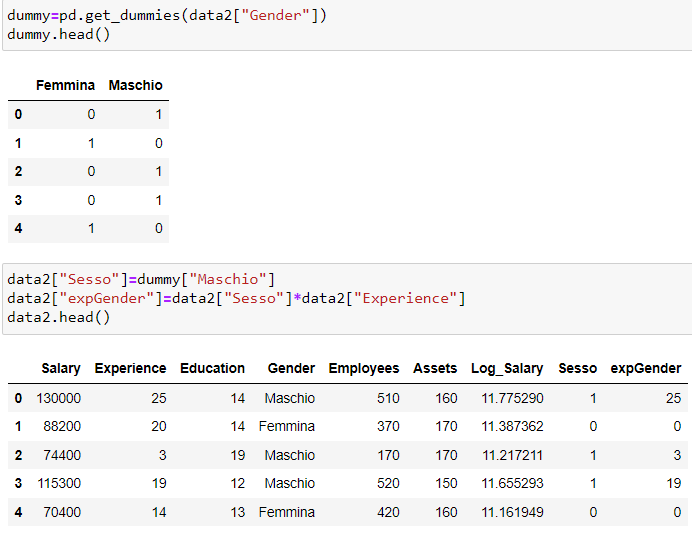 dummy=pd.get_dummies(data2["Gender"])
dummy.head()
Femmina Maschio
0 0 1
1 1 0
2 0 1
3 0 1
4 1 0
data2["Sesso"]=dummy["Maschio"]
data2["expGender"]=data2["Sesso"]*data2["Experience"]
data2.head()
Salary Experience Education Gender Employees Assets Log_Salary Sesso expGender
0 130000 25 14 Maschio 510 160 11.775290 1 25
1 88200 20 14 Femmina 370 170 11.387362 0 0
2 74400 3 19 Maschio 170 170 11.217211 1 3
3 115300 19 12 Maschio 520 150 11.655293 1 19
4 70400 14 13 Femmina 420 160 11.161949 0 0